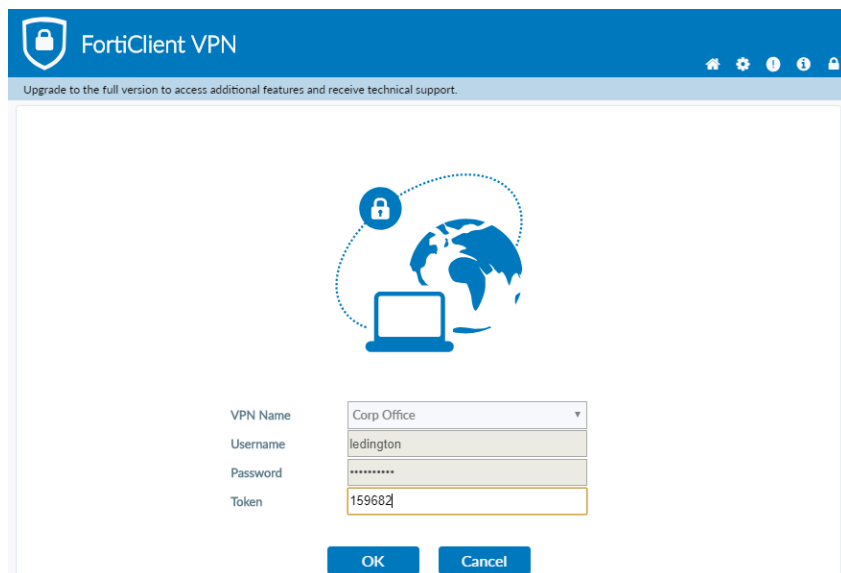 FortiClient VPN
Upgrade to the full version to access additional features and receive technical support.
VPN Name Corp Office
Username ledington
Password ••••••••••
Token 159682
OK Cancel